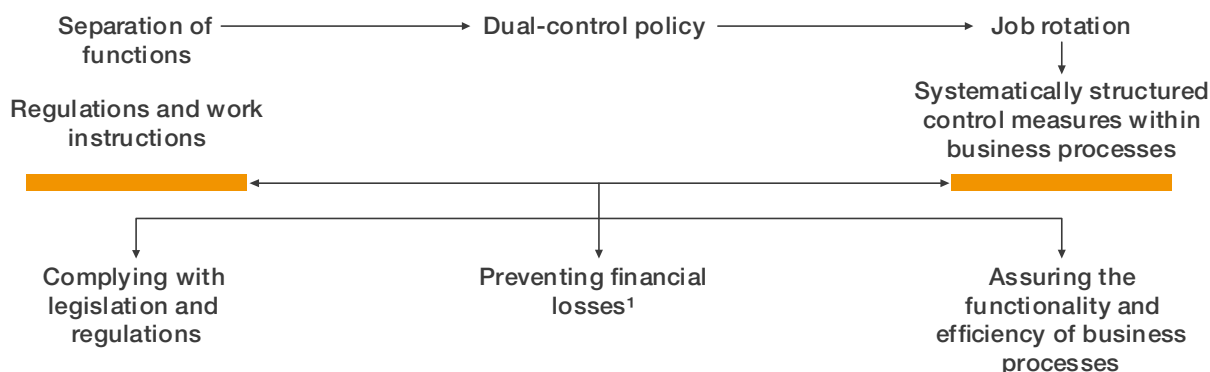 Separation of
functions
Dual-control policy
Job rotation
Regulations and work
instructions
Systematically structured
control measures within
business processes
Complying with
legislation and
regulations
Preventing financial
losses¹
Assuring the
functionality and
efficiency of business
processes